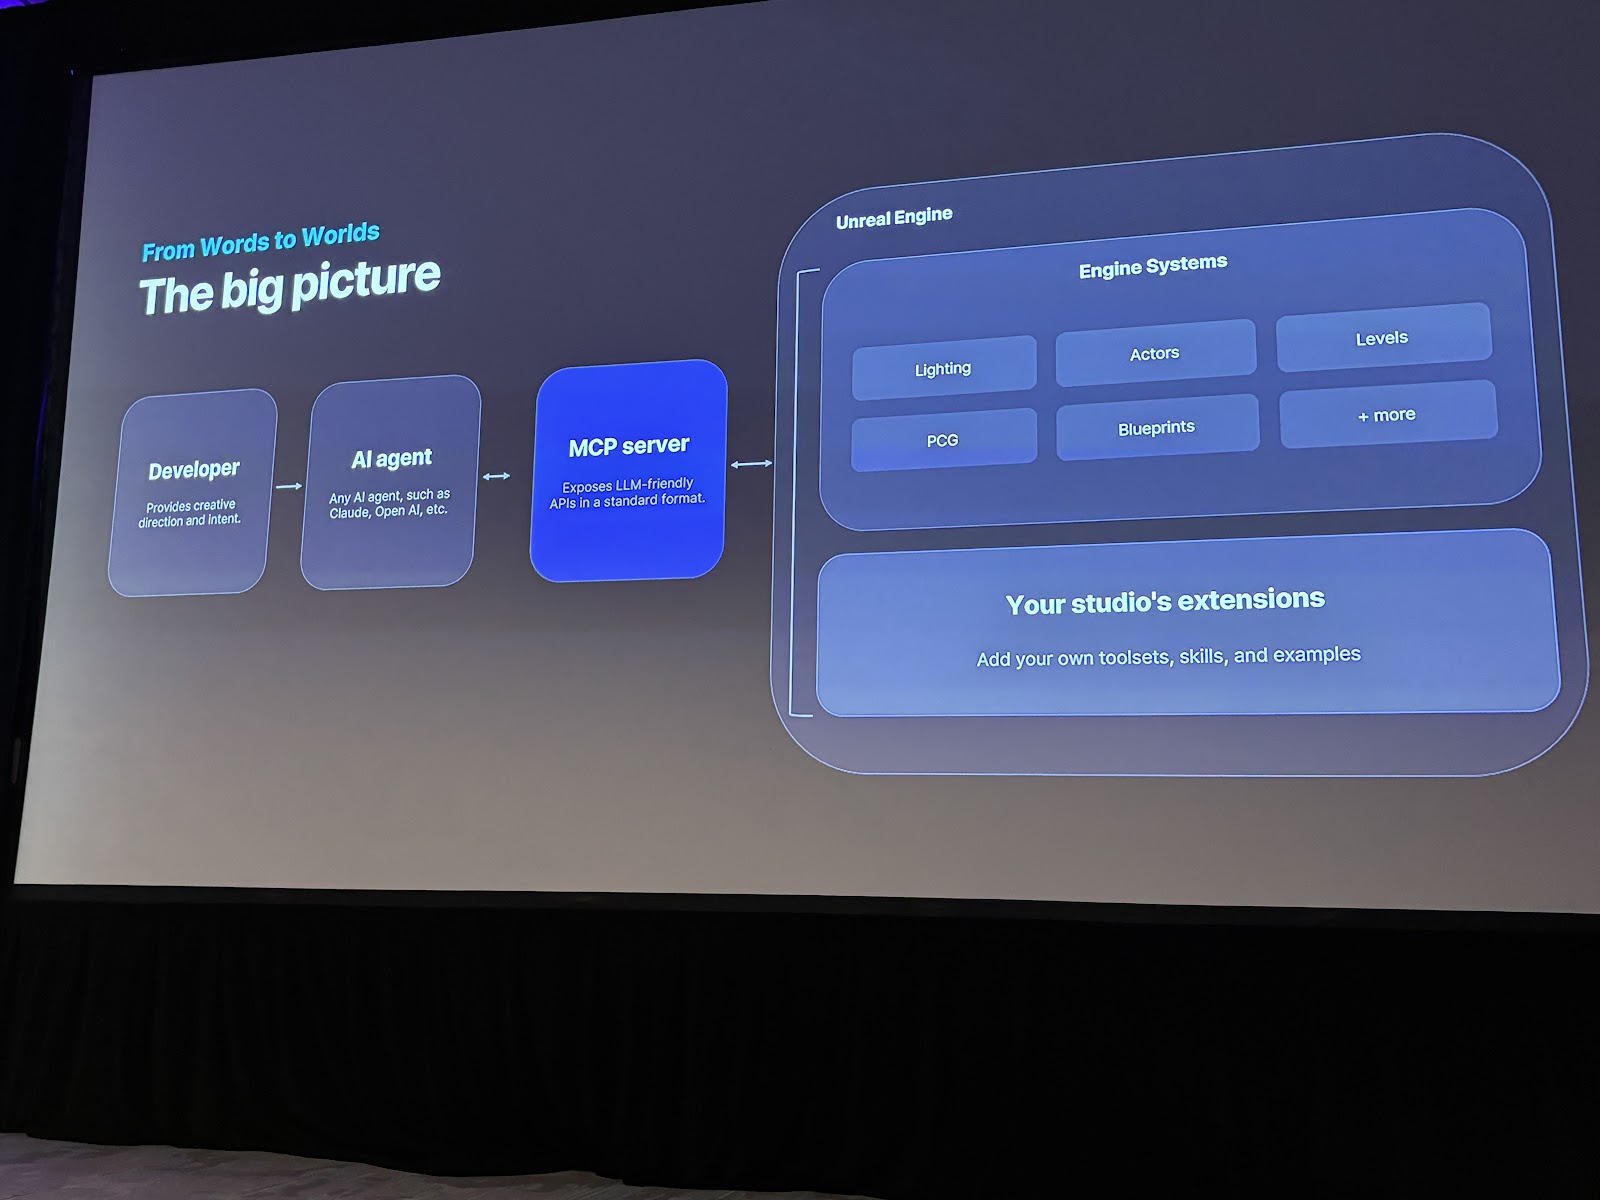 From Words to Worlds
The big picture
Developer
Provides creative
direction and intent.
AI agent
Any AI agent, such as
Claude, Open AI, etc.
MCP server
Exposes LLM-friendly
APIs in a standard format.
Unreal Engine
Engine Systems
Lighting
Actors
Levels
PCG
Blueprints
+ more
Your studio's extensions
Add your own toolsets, skills, and examples